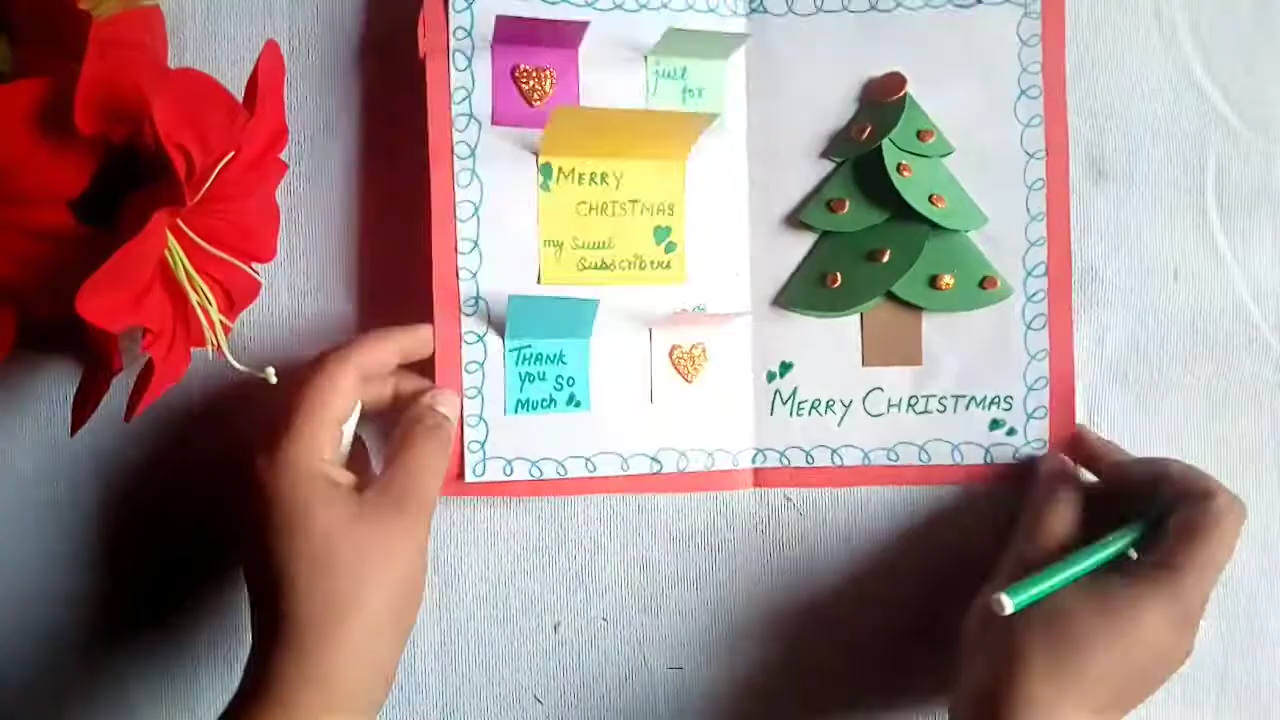 just
for
MERRY
CHRISTMAS
my sweet
subscribers
THANK
you so
Much
MERRY CHRISTMAS